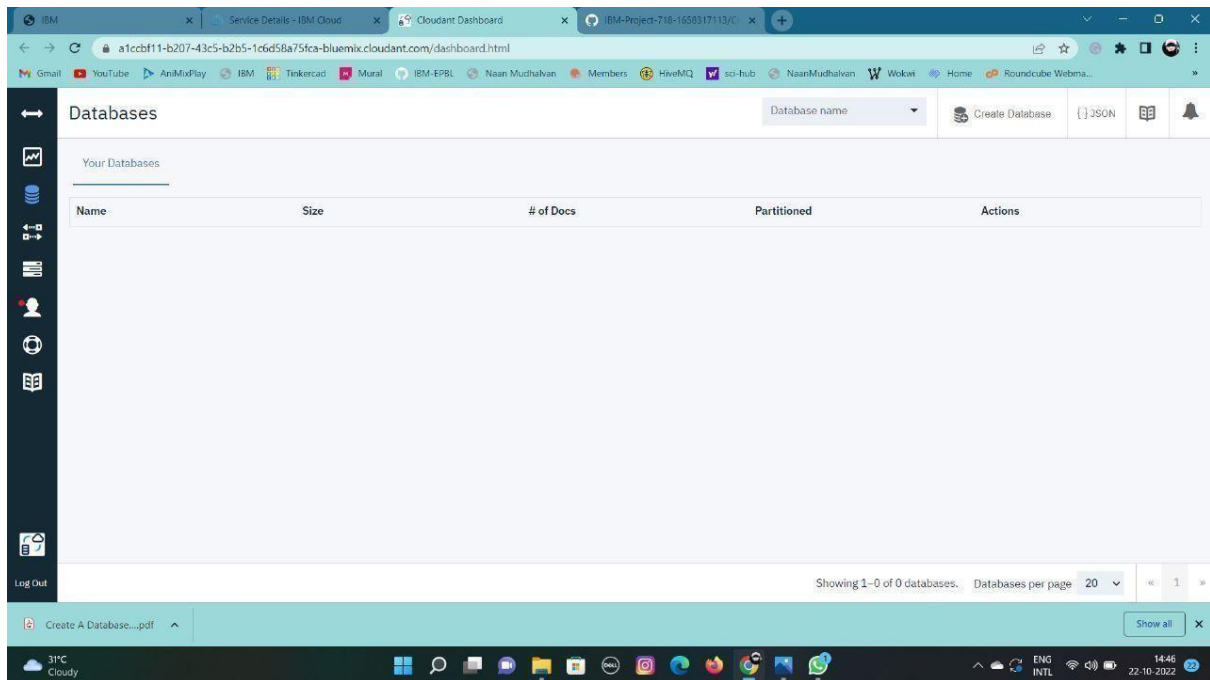 IBM
Service Details - IBM Cloud
Cloudant Dashboard
IBM-Project-718-1658317113/
a1ccbf11-b207-43c5-b2b5-1c6d58a75fca-bluemix.cloudant.com/dashboard.html
Gmail YouTube AniMixPlay IBM Tinkercad Mural IBM-EPBL Naan Mudhalvan Members HiveMQ sci-hub NaanMudhalvan Wokwi Home Roundcube Webma...
Databases
Database name
Create Database
{ } JSON
Your Databases
Name Size # of Docs Partitioned Actions
Log Out
Showing 1–0 of 0 databases. Databases per page 20 « 1 »
Create A Database....pdf
Show all
31°C
Cloudy
DELL
ENG
INTL
14:46
22-10-2022
22